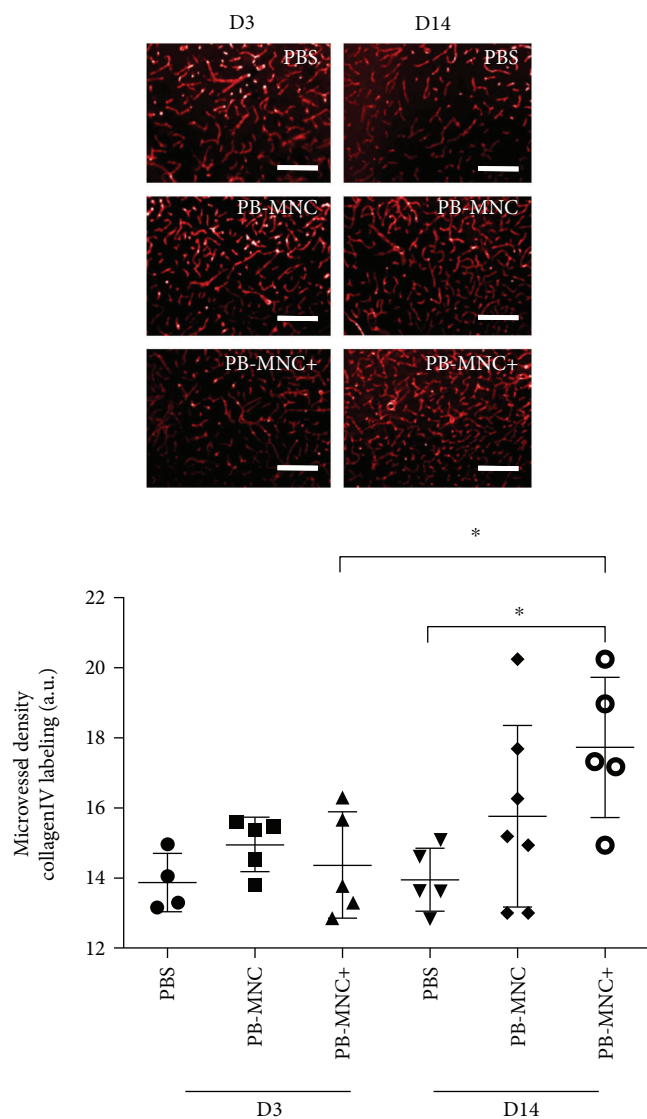 D3 D14
PBS PBS
PB-MNC PB-MNC
PB-MNC+ PB-MNC+
*
*
22
20
18
16
14
12
Microvessd density
collagenIV labeling (a.u.)
PBS PB-MNC PB-MNC+ PBS PB-MNC PB-MNC+
D3 D14